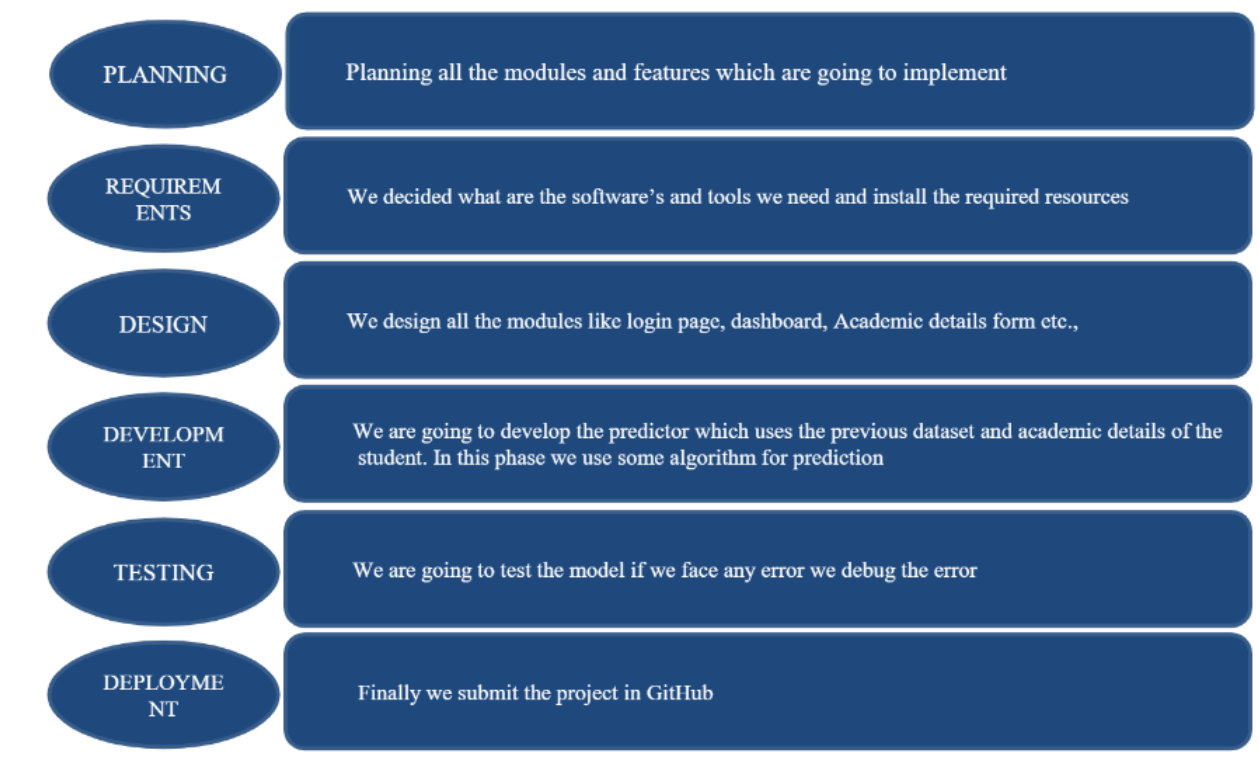 PLANNING
Planning all the modules and features which are going to implement
REQUIREM
ENTS
We decided what are the software’s and tools we need and install the required resources
DESIGN
We design all the modules like login page, dashboard, Academic details form etc.,
DEVELOPM
ENT
We are going to develop the predictor which uses the previous dataset and academic details of the
student. In this phase we use some algorithm for prediction
TESTING
We are going to test the model if we face any error we debug the error
DEPLOYME
NT
Finally we submit the project in GitHub